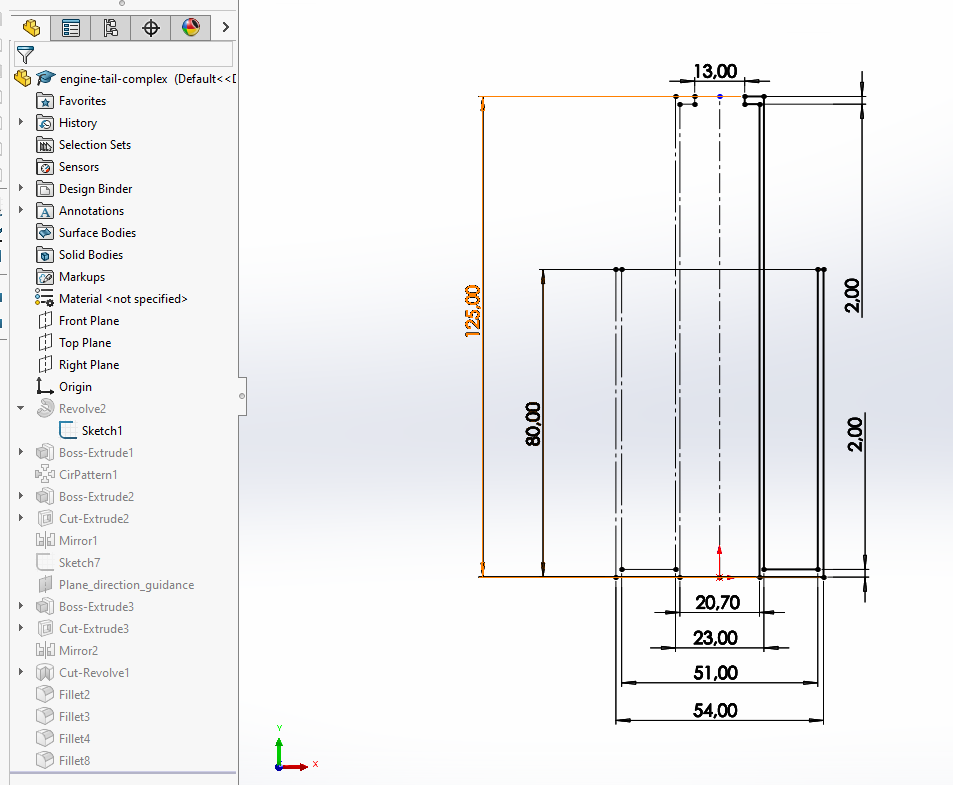 engine-tail-complex (Default<<D
Favorites
History
Selection Sets
Sensors
Design Binder
Annotations
Surface Bodies
Solid Bodies
Markups
Material <not specified>
Front Plane
Top Plane
Right Plane
Origin
Revolve2
Sketch1
Boss-Extrude1
CirPattern1
Boss-Extrude2
Cut-Extrude2
Mirror1
Sketch7
Plane_direction_guidance
Boss-Extrude3
Cut-Extrude3
Mirror2
Cut-Revolve1
Fillet2
Fillet3
Fillet4
Fillet8
13,00
125,00
2,00
80,00
2,00
20,70
23,00
51,00
54,00
Y
X